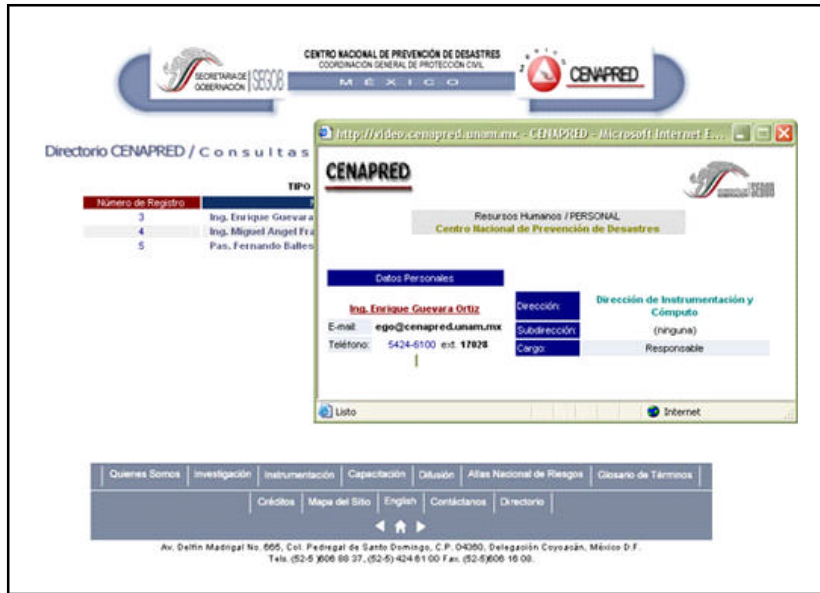 SECRETARIA DE
GOBERNACIÓN
SEGOB
CENTRO NACIONAL DE PREVENCIÓN DE DESASTRES
COORDINACIÓN GENERAL DE PROTECCIÓN CIVIL
MÉXICO
CENAPRED
Directorio CENAPRED / Consultas
TIPO
Número de Registro
3 Ing. Enrique Guevara
4 Ing. Miguel Angel Fra
5 Pas. Fernando Balles
http://video.cenapred.unam.mx - CENAPRED - Microsoft Internet E...
CENAPRED
SEGOB
Recursos Humanos / PERSONAL
Centro Nacional de Prevención de Desastres
Datos Personales
Ing. Enrique Guevara Ortiz
E-mail: ego@cenapred.unam.mx
Teléfono: 5424-6100 ext. 17028
Dirección: Dirección de Instrumentación y
Cómputo
Subdirección: (ninguna)
Cargo: Responsable
Listo
Internet
Quienes Somos Investigación Instrumentación Capacitación Difusión Atlas Nacional de Riesgos Glosario de Términos
Créditos Mapa del Sitio English Contáctanos Directorio
Av. Delfín Madrigal No. 665, Col. Pedregal de Santo Domingo, C.P. 04360, Delegación Coyoacán, México D.F.
Tels. (52-5 )606 88 37, (52-5) 424 61 00 Fax. (52-5)606 16 08.